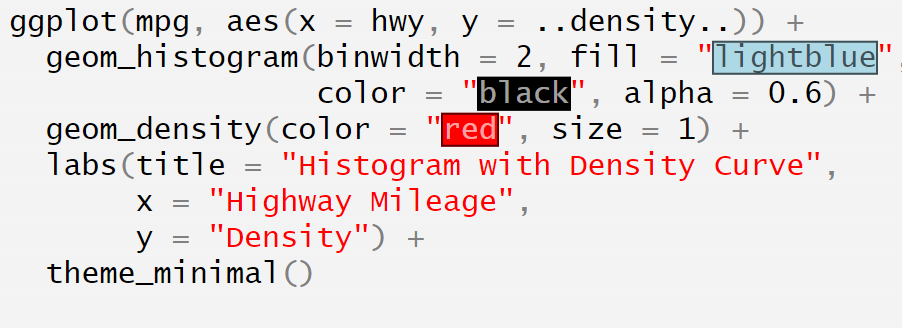 ggplot(mpg, aes(x = hwy, y = ..density..)) +
  geom_histogram(binwidth = 2, fill = "lightblue",
                 color = "black", alpha = 0.6) +
  geom_density(color = "red", size = 1) +
  labs(title = "Histogram with Density Curve",
       x = "Highway Mileage",
       y = "Density") +
  theme_minimal()